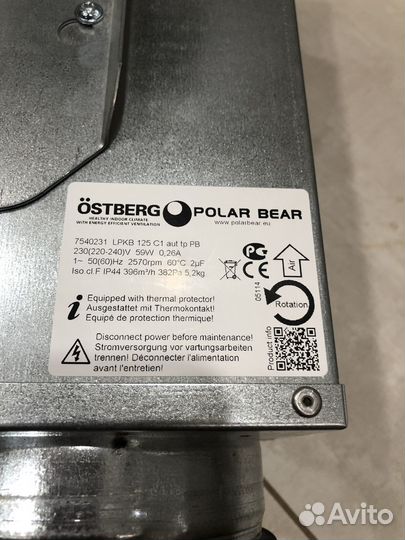 ÖSTBERG
HEALTHY INDOOR CLIMATE
WITH ENERGY EFFICIENT VENTILATION
POLAR BEAR
www.polarbear.eu
7540231 LPKB 125 C1 aut tp PB
230(220-240)V 59W 0,26A
1~ 50(60)Hz 2570rpm 60°C 2µF
Iso.cl.F IP44 396m³/h 382Pa 5,2kg
PC
Air
05114
Rotation
i
Equipped with thermal protector!
Ausgestattet mit Thermokontakt!
Equipé de protection thermique!
Disconnect power before maintenance!
Stromversorgung vor vartungsarbeiten
trennen! Déconnecter l'alimentation
avant d'entretien!
Product info
Avito